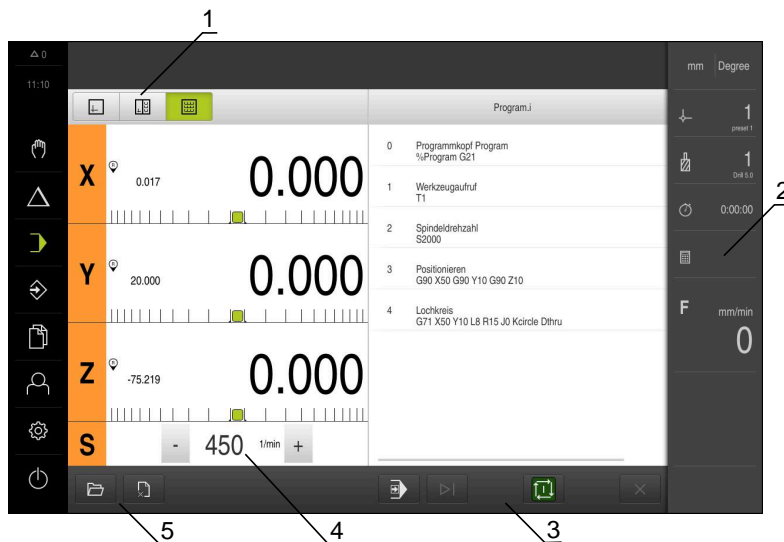 1
△ 0
11:10
mm Degree
Program.i
1
preset 1
1
Drill 5.0
0:00:00
2
F mm/min
0
X R 0.017 0.000
Y R 20.000 0.000
Z R -75.219 0.000
S - 450 1/min +
0 Programmkopf Program
%Program G21
1 Werkzeugaufruf
T1
2 Spindeldrehzahl
S2000
3 Positionieren
G90 X50 G90 Y10 G90 Z10
4 Lochkreis
G71 X50 Y10 L8 R15 J0 Kcircle Dthru
5
4
3